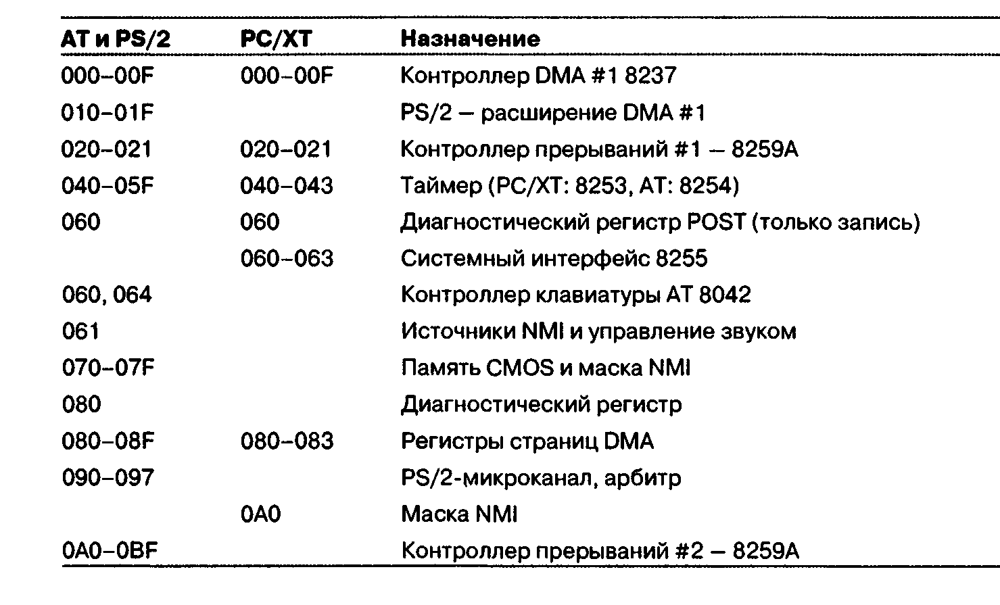 AT и PS/2 PC/XT Назначение
000–00F 000–00F Контроллер DMA #1 8237
010–01F PS/2 — расширение DMA #1
020–021 020–021 Контроллер прерываний #1 — 8259A
040–05F 040–043 Таймер (PC/XT: 8253, AT: 8254)
060 060 Диагностический регистр POST (только запись)
060–063 Системный интерфейс 8255
060, 064 Контроллер клавиатуры AT 8042
061 Источники NMI и управление звуком
070–07F Память CMOS и маска NMI
080 Диагностический регистр
080–08F 080–083 Регистры страниц DMA
090–097 PS/2-микроканал, арбитр
0A0 Маска NMI
0A0–0BF Контроллер прерываний #2 — 8259A